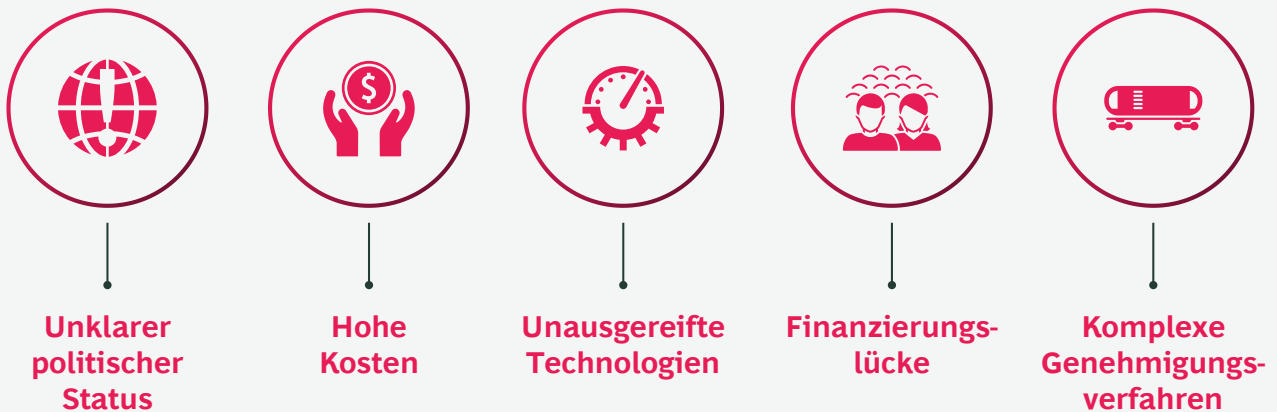 $
Unklarer
politischer
Status
Hohe
Kosten
Unausgereifte
Technologien
Finanzierungs-
lücke
Komplexe
Genehmigungs-
verfahren